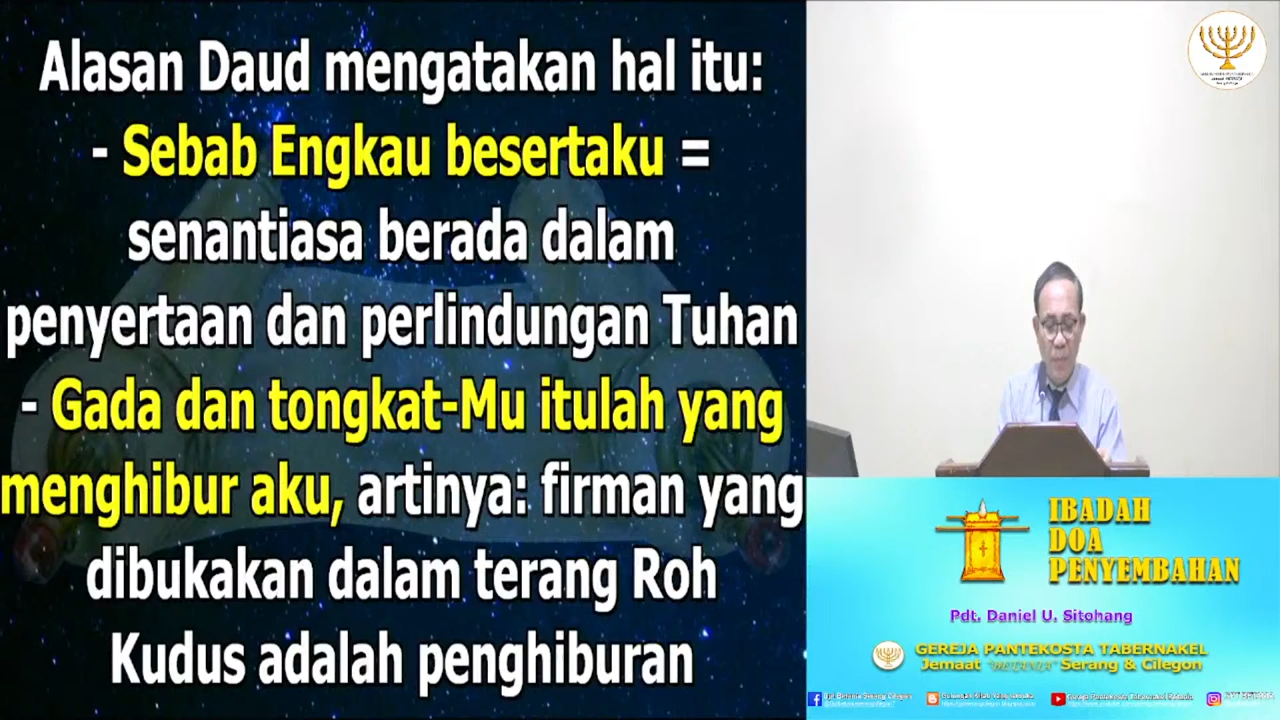 Alasan Daud mengatakan hal itu:
- Sebab Engkau besertaku =
senantiasa berada dalam
penyertaan dan perlindungan Tuhan
- Gada dan tongkat-Mu itulah yang
menghibur aku, artinya: firman yang
dibukakan dalam terang Roh
Kudus adalah penghiburan
IBADAH
DOA
PENYEMBAHAN
Pdt. Daniel U. Sitohang
GEREJA PANTEKOSTA TABERNAKEL
Jemaat "BETANIA" Serang & Cilegon